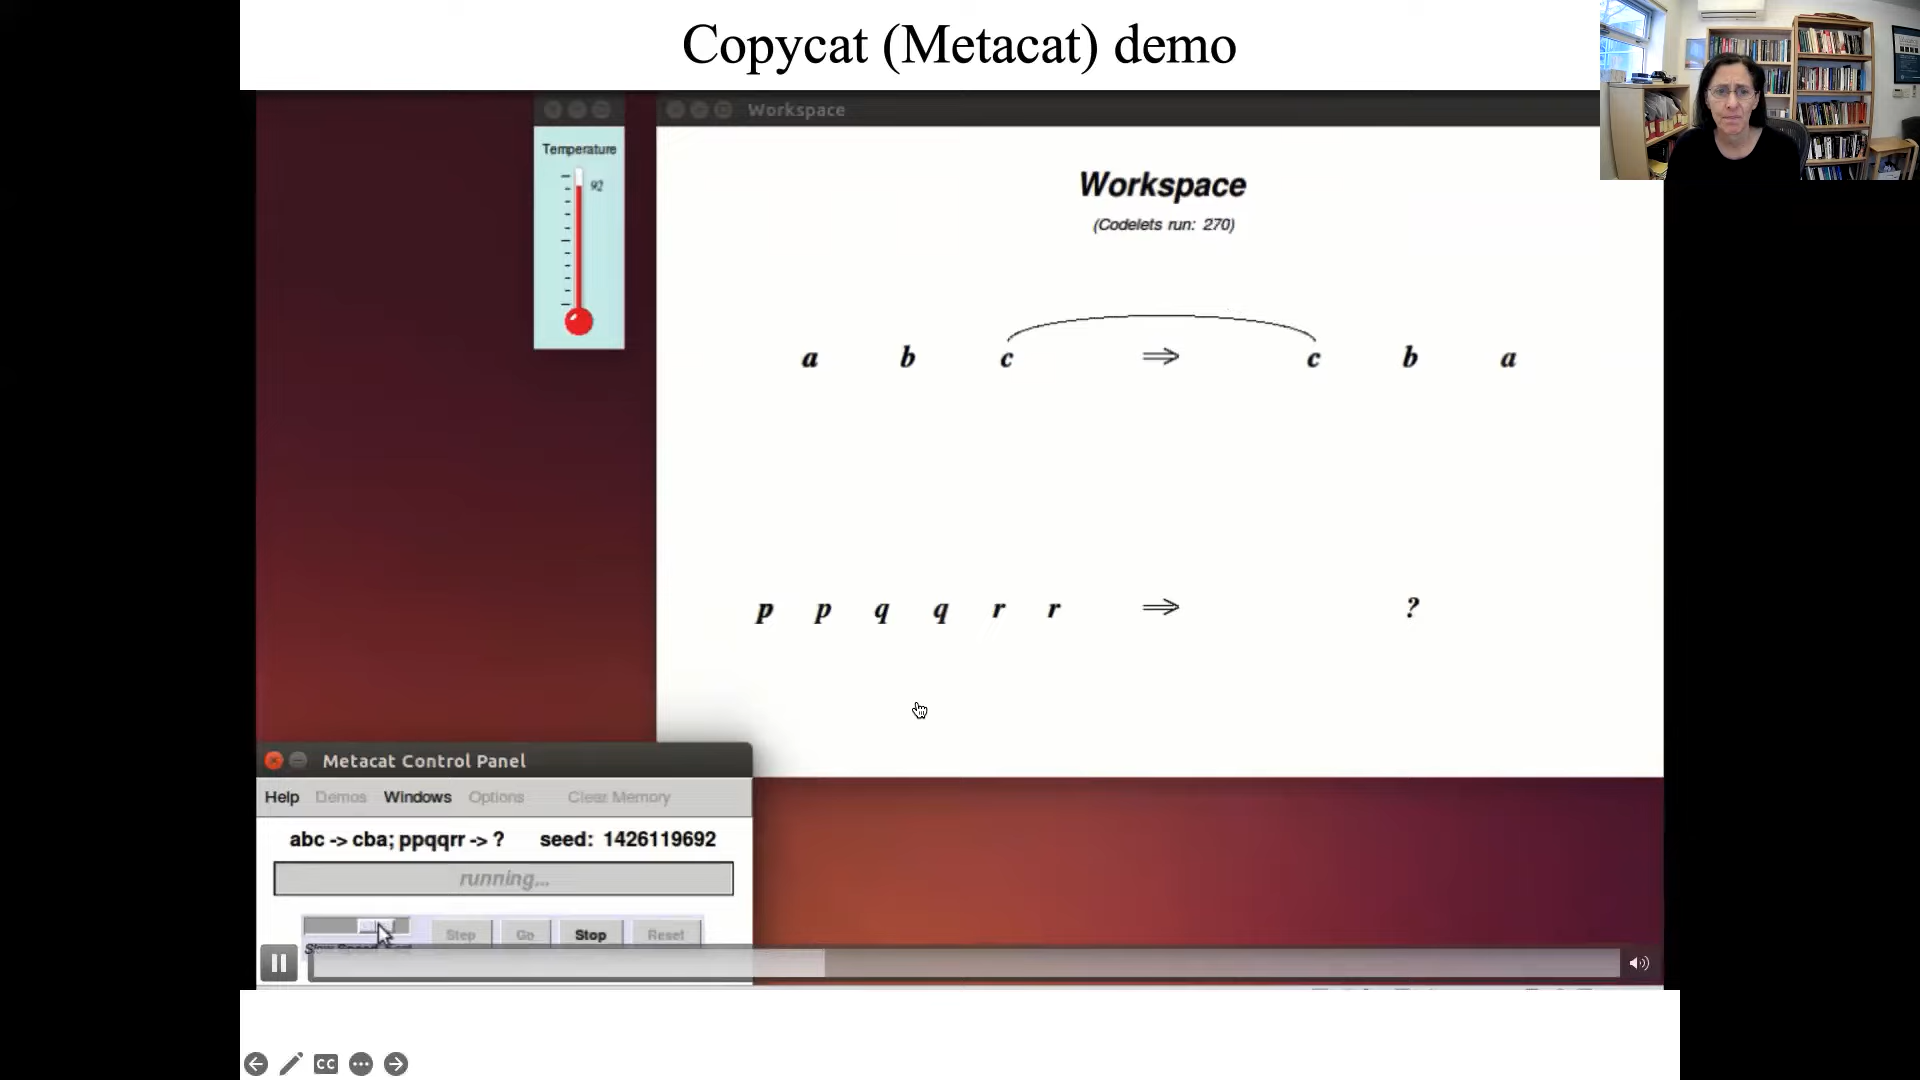 Copycat (Metacat) demo
Workspace
Temperature
92
Workspace
(Codelets run: 270)
a b c ⇒ c b a
p p q q r r ⇒ ?
Metacat Control Panel
Help Demos Windows Options Clear Memory
abc -> cba; ppqqrr -> ? seed: 1426119692
running...
Step Go Stop Reset
CC